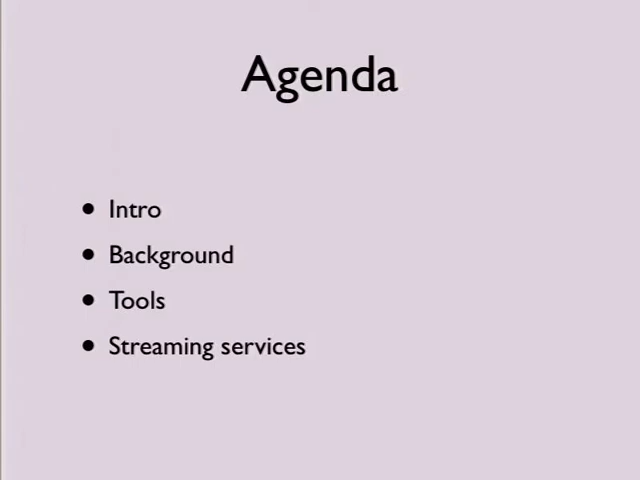 Agenda
• Intro
• Background
• Tools
• Streaming services